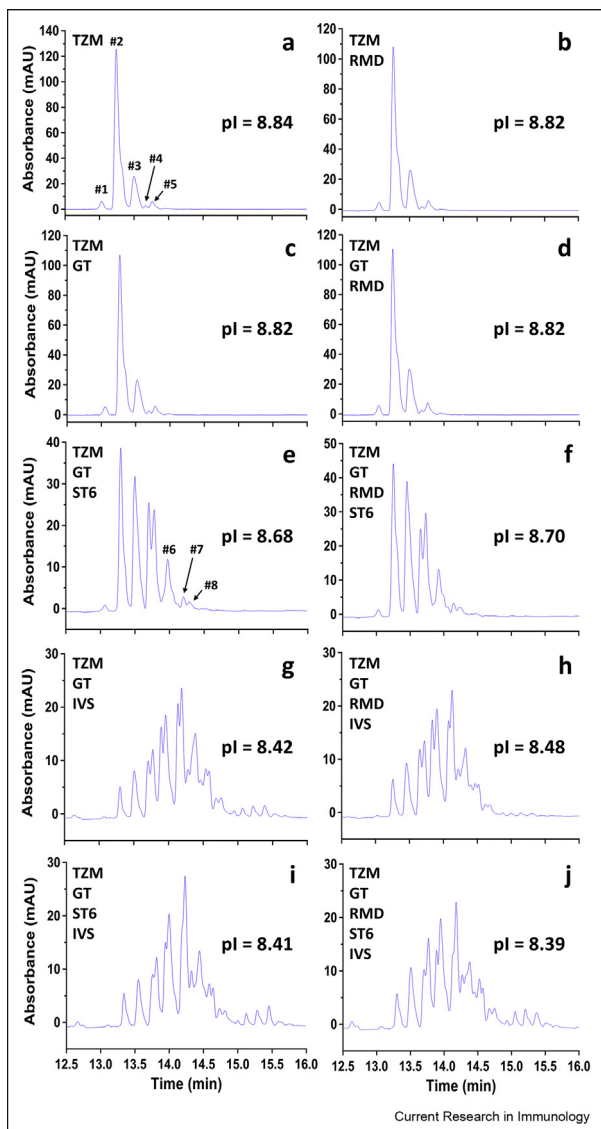 Absorbance (mAU)
140
120
100
80
60
40
20
0
TZM
#1
#2
#3
#4
#5
a
pI = 8.84
120
100
80
60
40
20
0
TZM
RMD
b
pI = 8.82
Absorbance (mAU)
120
100
80
60
40
20
0
TZM
GT
c
pI = 8.82
120
100
80
60
40
20
0
TZM
GT
RMD
d
pI = 8.82
Absorbance (mAU)
40
30
20
10
0
TZM
GT
ST6
#6
#7
#8
e
pI = 8.68
50
40
30
20
10
0
TZM
GT
RMD
ST6
f
pI = 8.70
Absorbance (mAU)
30
20
10
0
TZM
GT
IVS
g
pI = 8.42
30
20
10
0
TZM
GT
RMD
IVS
h
pI = 8.48
Absorbance (mAU)
30
20
10
0
TZM
GT
ST6
IVS
i
pI = 8.41
12.5 13.0 13.5 14.0 14.5 15.0 15.5 16.0
Time (min)
30
20
10
0
TZM
GT
RMD
ST6
IVS
j
pI = 8.39
12.5 13.0 13.5 14.0 14.5 15.0 15.5 16.0
Time (min)
Current Research in Immunology